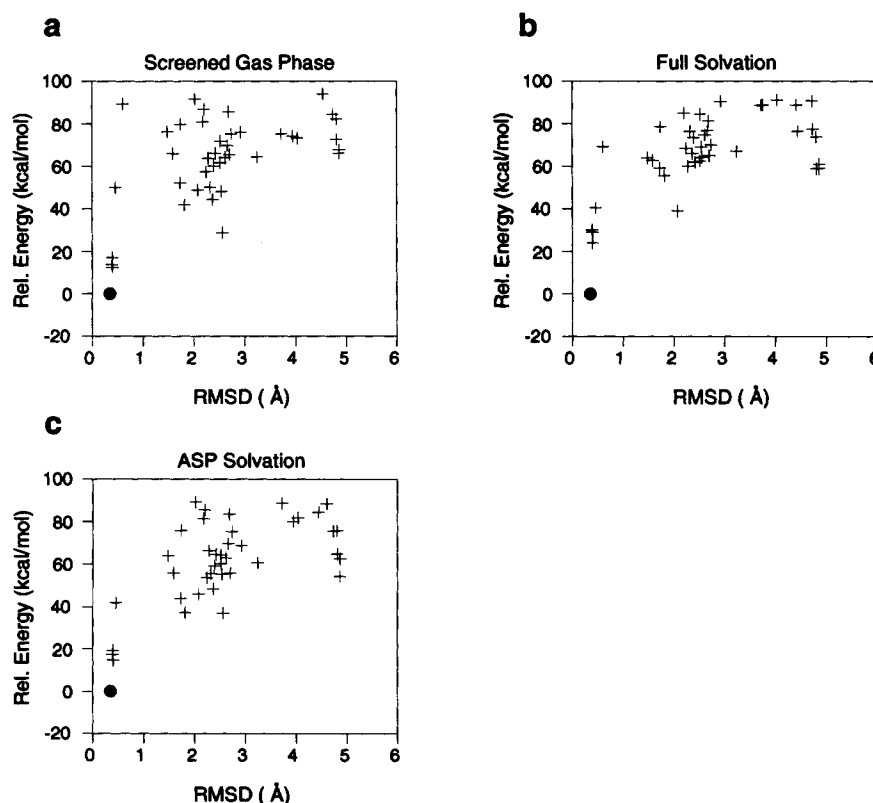 a
Screened Gas Phase
100
80
60
40
20
0
-20
Rel. Energy (kcal/mol)
0 1 2 3 4 5 6
RMSD ( Å)
b
Full Solvation
100
80
60
40
20
0
-20
Rel. Energy (kcal/mol)
0 1 2 3 4 5 6
RMSD ( Å)
c
ASP Solvation
100
80
60
40
20
0
-20
Rel. Energy (kcal/mol)
0 1 2 3 4 5 6
RMSD ( Å)